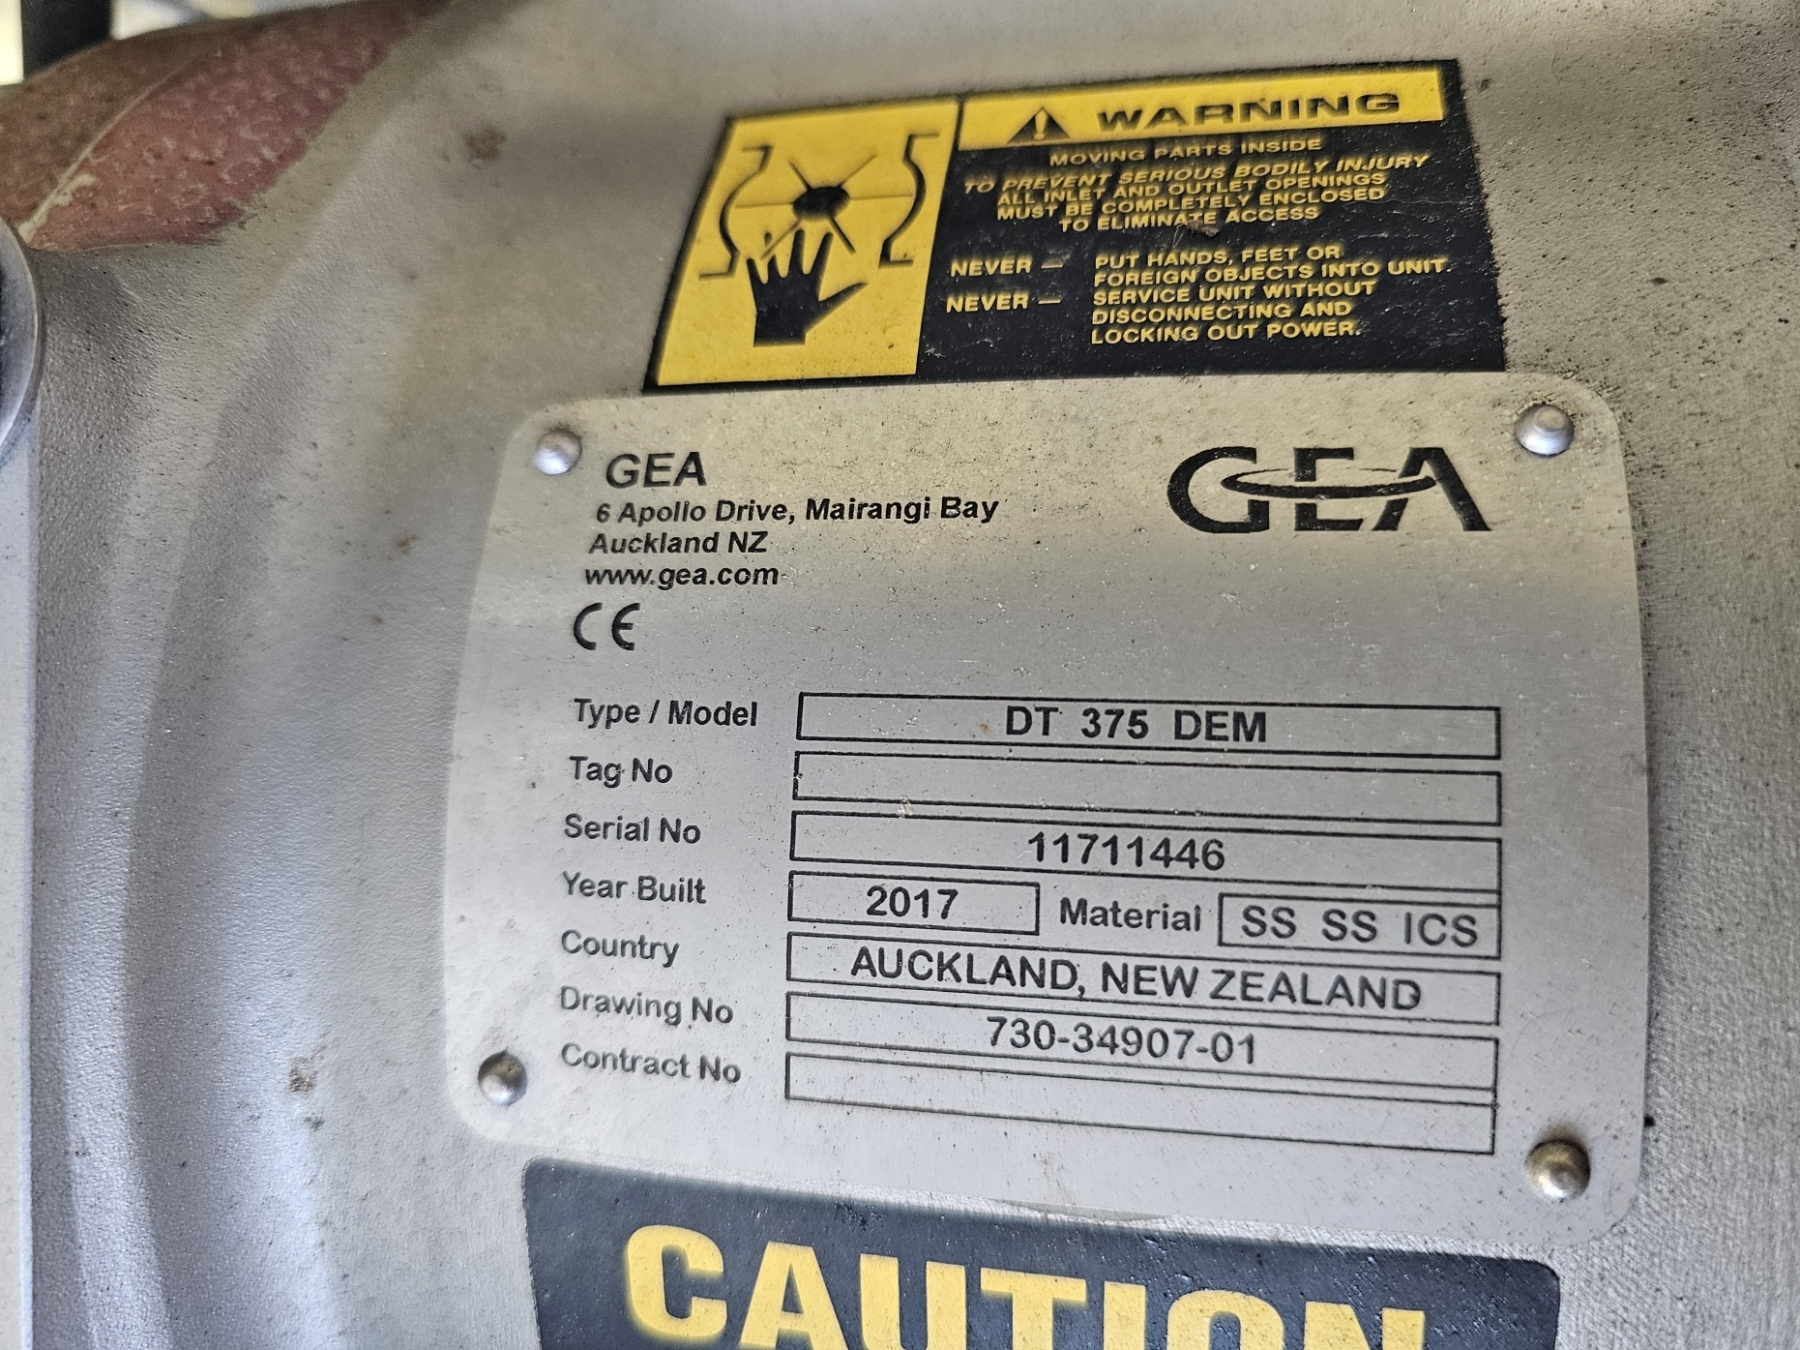 WARNING
MOVING PARTS INSIDE
TO PREVENT SERIOUS BODILY INJURY
ALL INLET AND OUTLET OPENINGS
MUST BE COMPLETELY ENCLOSED
TO ELIMINATE ACCESS
NEVER — PUT HANDS, FEET OR
FOREIGN OBJECTS INTO UNIT.
NEVER — SERVICE UNIT WITHOUT
DISCONNECTING AND
LOCKING OUT POWER.
GEA
GEA
6 Apollo Drive, Mairangi Bay
Auckland NZ
www.gea.com
CE
Type / Model DT 375 DEM
Tag No
Serial No 11711446
Year Built 2017 Material SS SS ICS
Country AUCKLAND, NEW ZEALAND
Drawing No 730-34907-01
Contract No
CAUTION